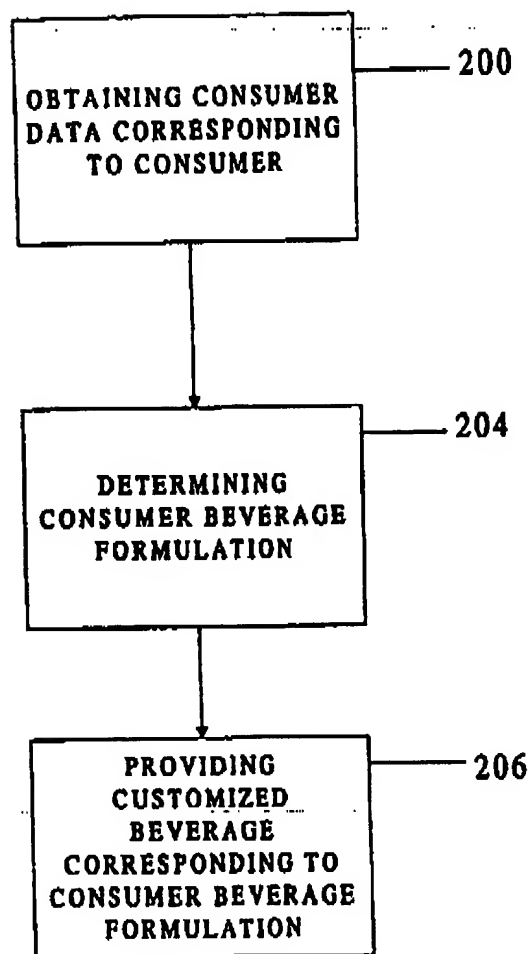 200
OBTAINING CONSUMER
DATA CORRESPONDING
TO CONSUMER
204
DETERMINING
CONSUMER BEVERAGE
FORMULATION
206
PROVIDING
CUSTOMIZED
BEVERAGE
CORRESPONDING TO
CONSUMER BEVERAGE
FORMULATION